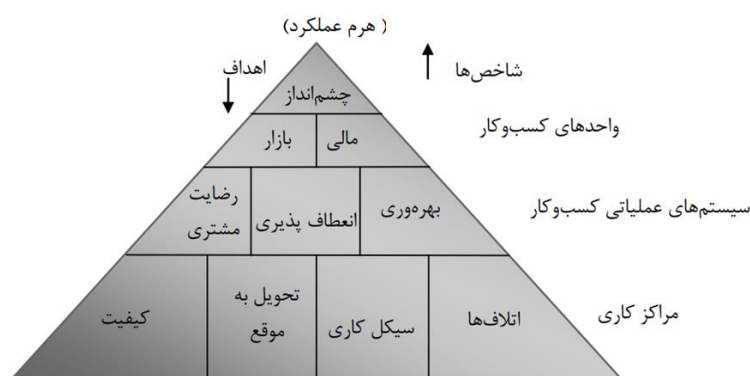 ( هرم عملکرد)
شاخص‌ها
اهداف
چشم‌انداز
واحدهای کسب‌وکار
مالی
بازار
سیستم‌های عملیاتی کسب‌وکار
بهره‌وری
انعطاف پذیری
رضایت
مشتری
مراکز کاری
اتلاف‌ها
سیکل کاری
تحویل به
موقع
کیفیت